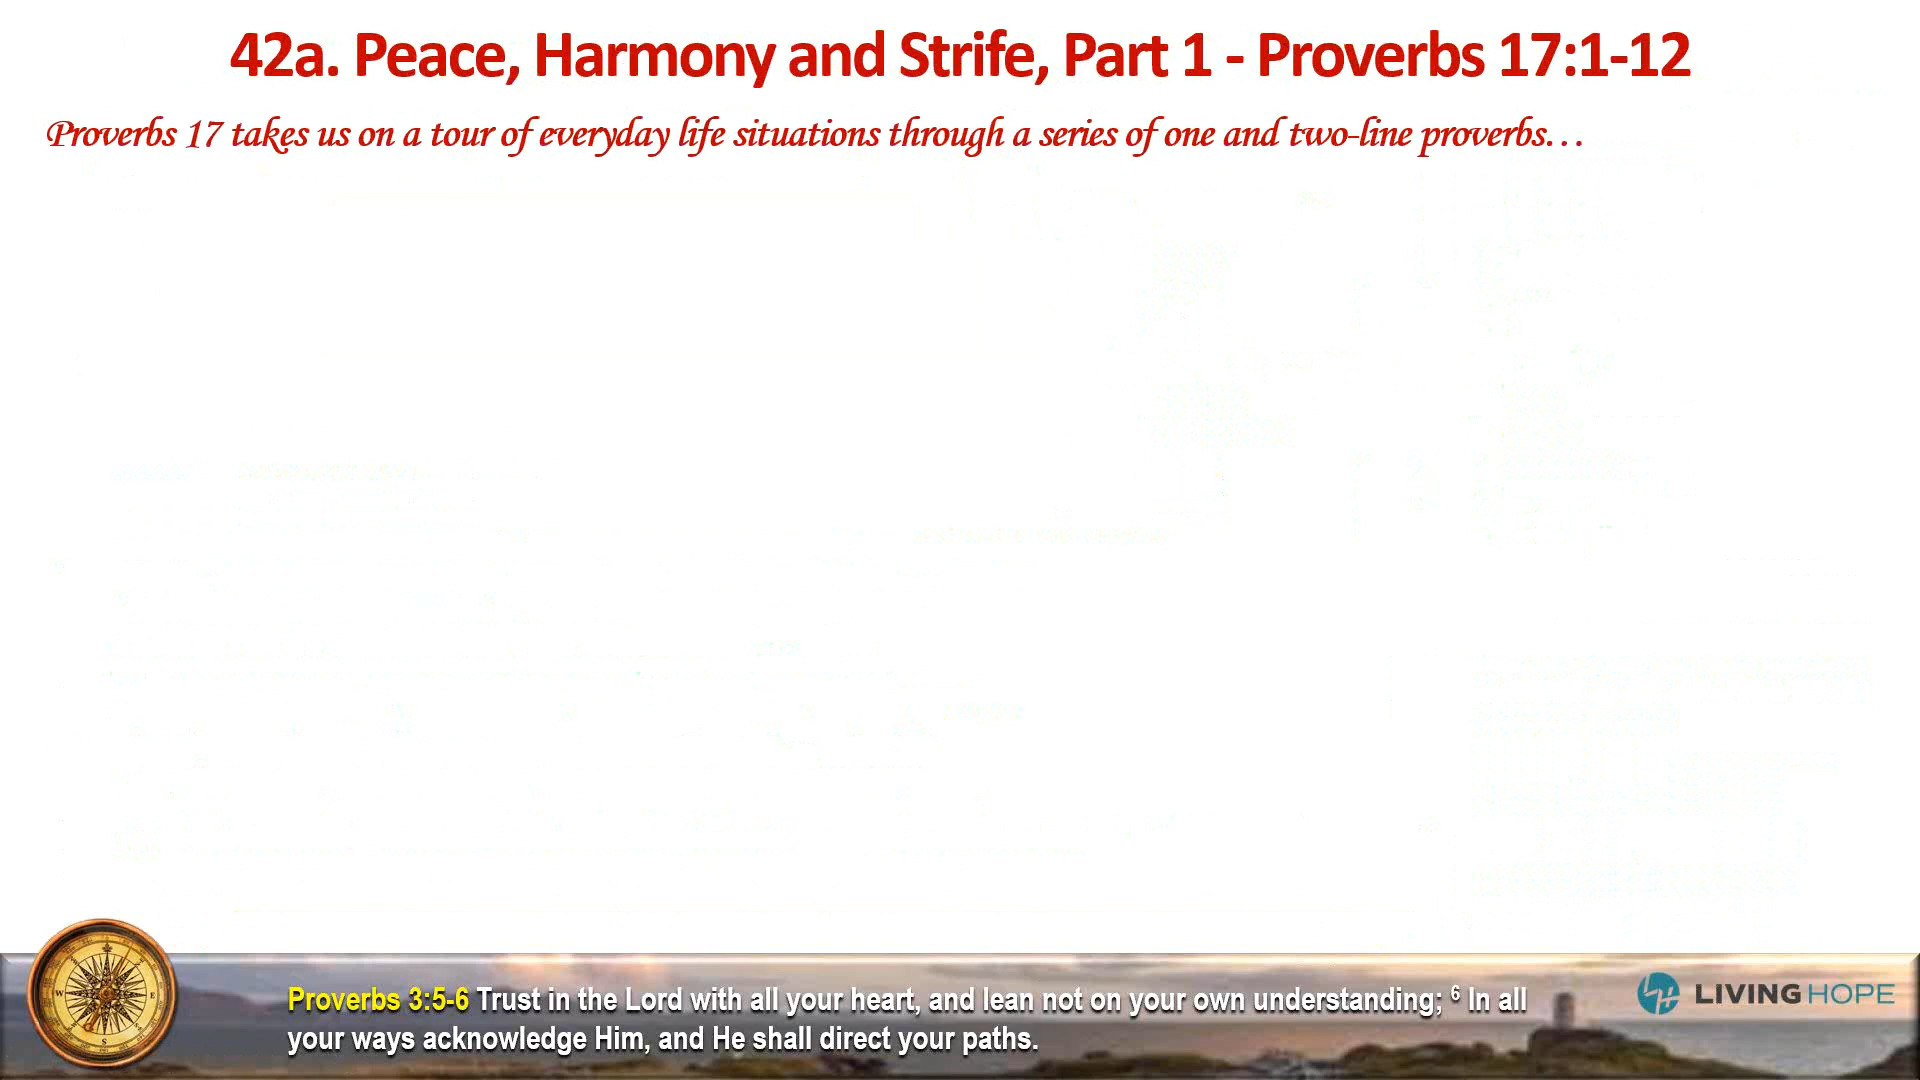 42a. Peace, Harmony and Strife, Part 1 - Proverbs 17:1-12
Proverbs 17 takes us on a tour of everyday life situations through a series of one and two-line proverbs…
Proverbs 3:5-6 Trust in the Lord with all your heart, and lean not on your own understanding; 6 In all
your ways acknowledge Him, and He shall direct your paths.
LIVING HOPE
W
E
S